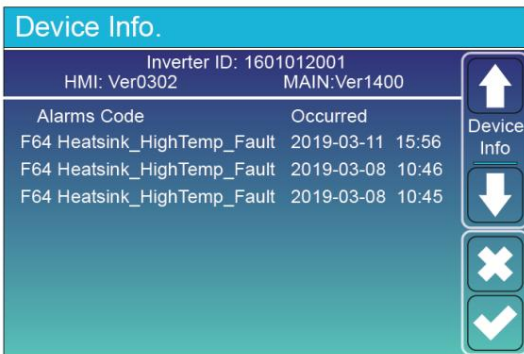 Device Info.
Inverter ID: 1601012001
HMI: Ver0302 MAIN:Ver1400
Alarms Code Occurred
F64 Heatsink_HighTemp_Fault 2019-03-11 15:56
F64 Heatsink_HighTemp_Fault 2019-03-08 10:46
F64 Heatsink_HighTemp_Fault 2019-03-08 10:45
Device
Info